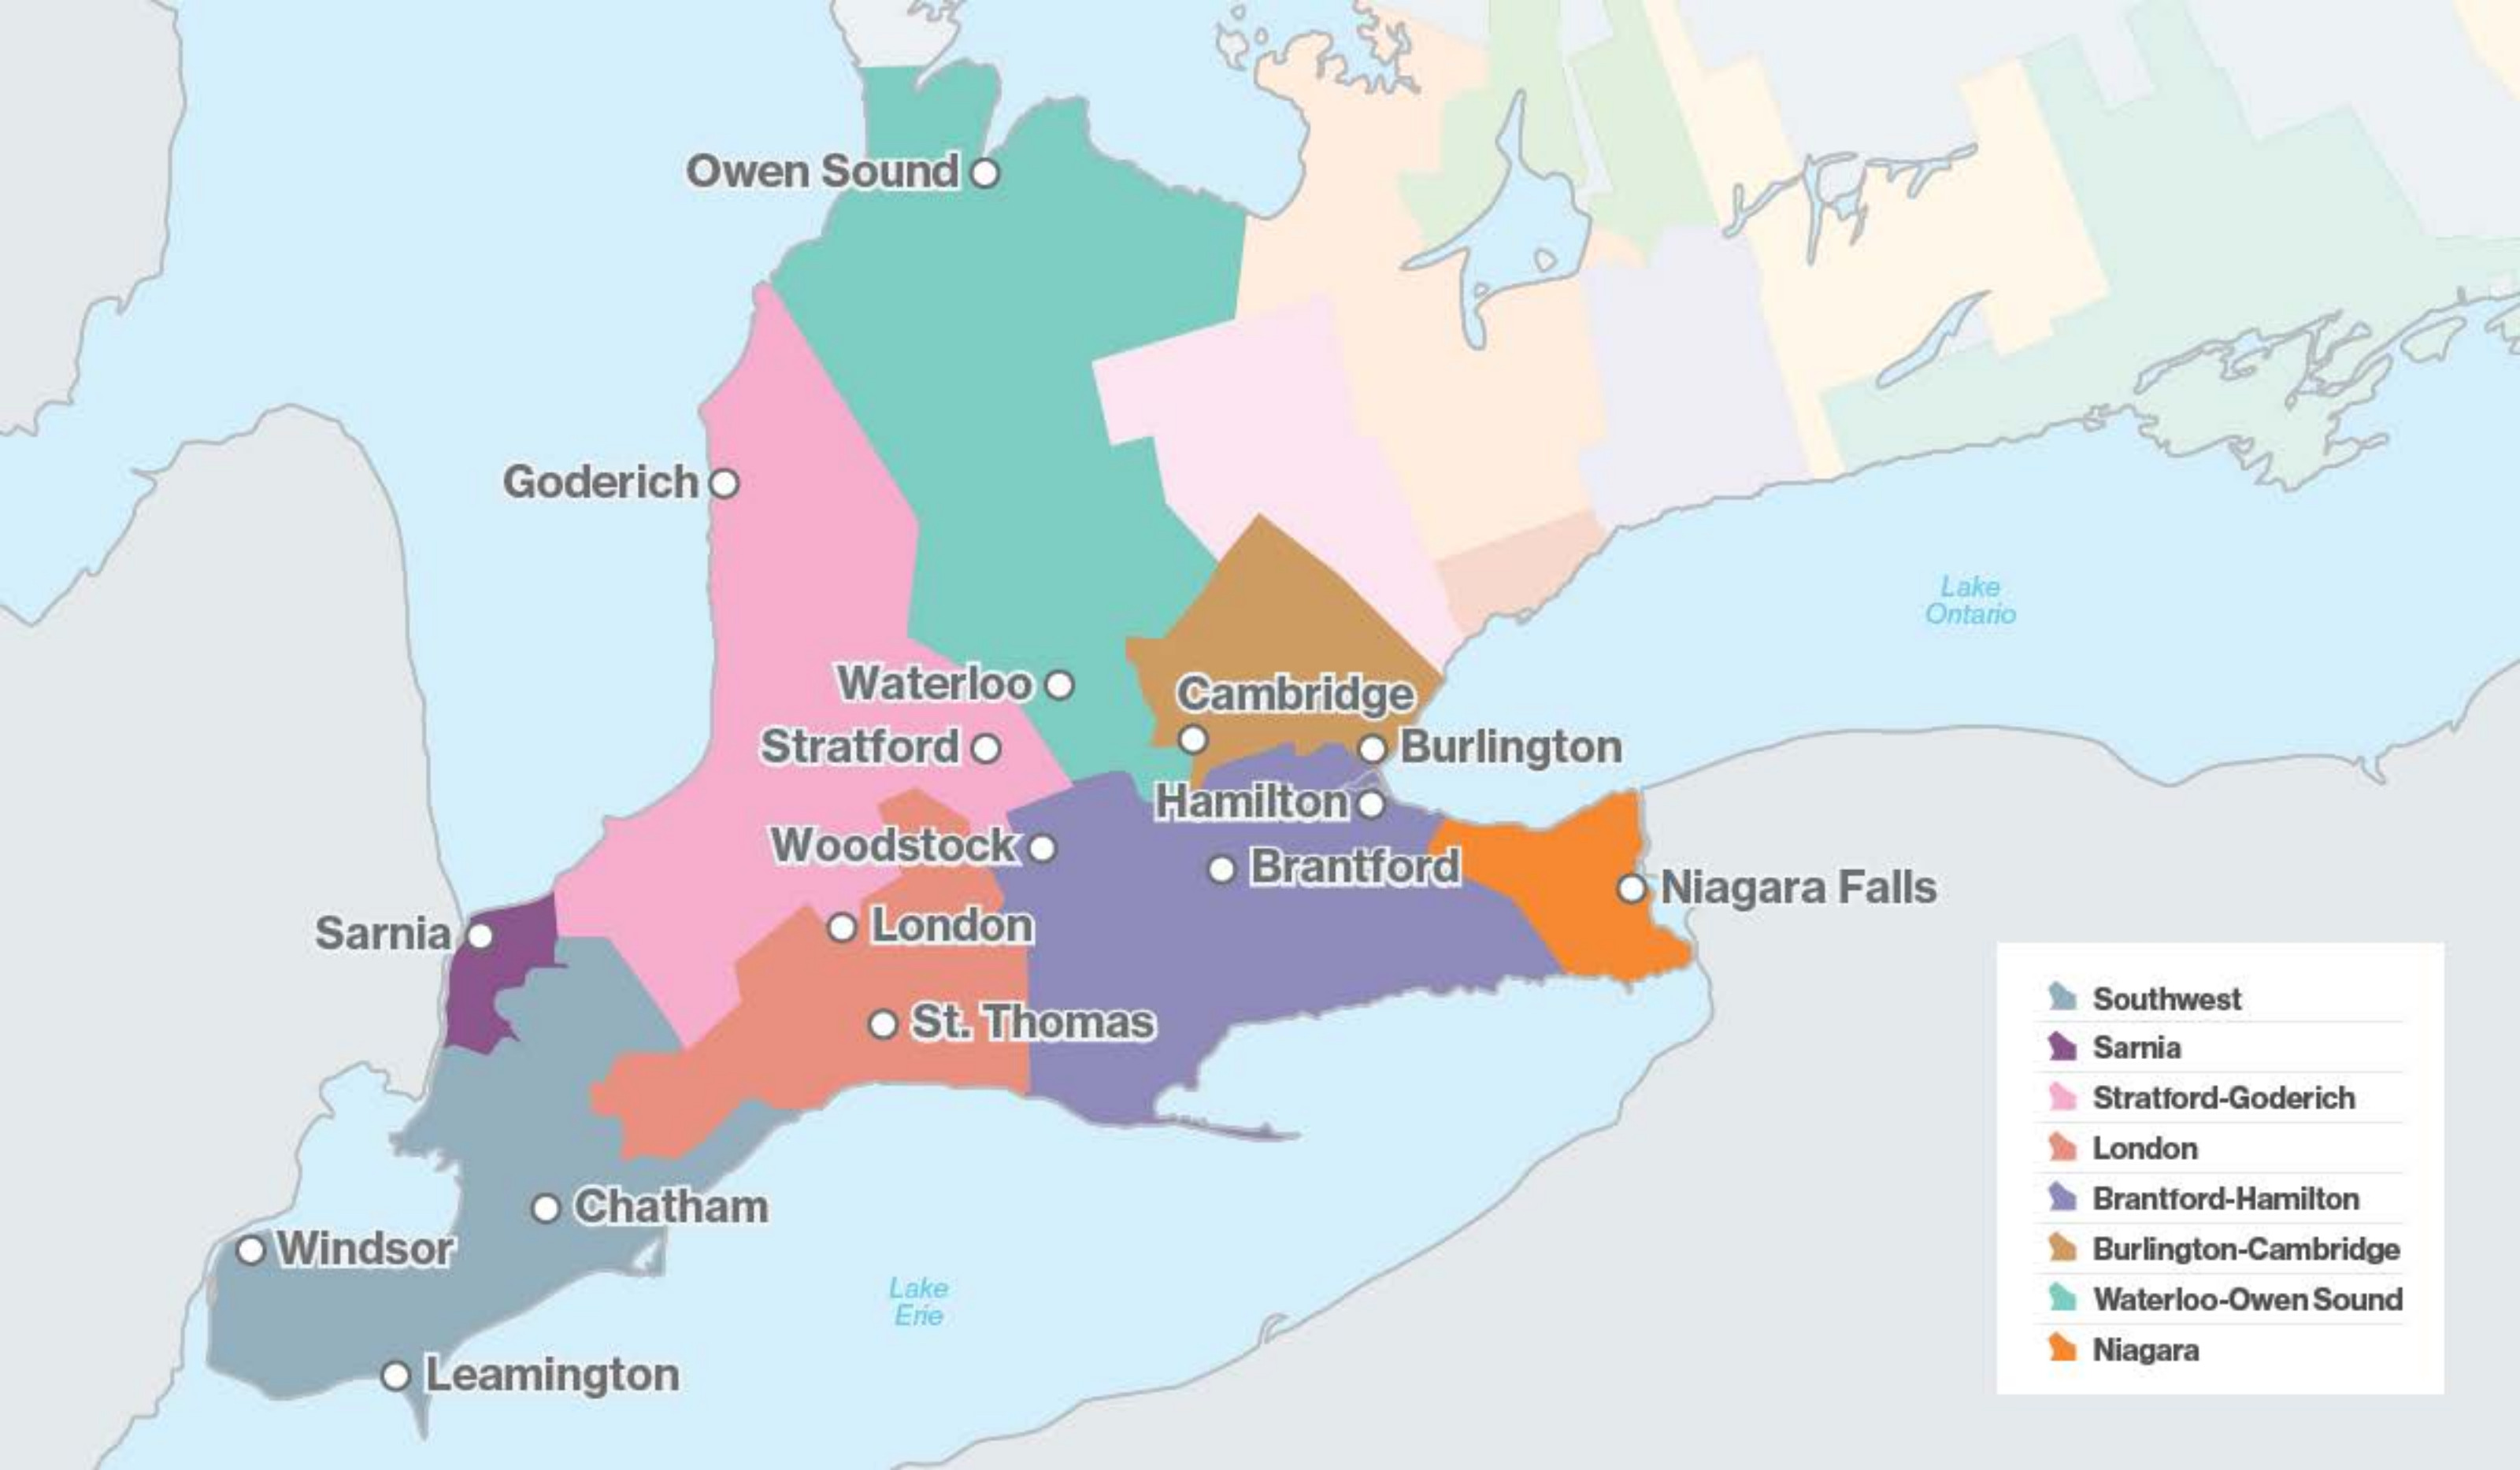 Owen Sound
Goderich
Lake
Ontario
Waterloo
Cambridge
Stratford
Burlington
Hamilton
Woodstock
Brantford
Niagara Falls
Sarnia
London
St. Thomas
Chatham
Windsor
Lake
Erie
Leamington
Southwest
Sarnia
Stratford-Goderich
London
Brantford-Hamilton
Burlington-Cambridge
Waterloo-Owen Sound
Niagara